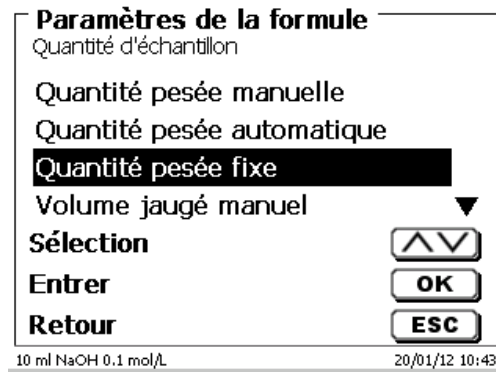 Paramètres de la formule
Quantité d'échantillon
Quantité pesée manuelle
Quantité pesée automatique
Quantité pesée fixe
Volume jaugé manuel
Sélection
Entrer OK
Retour ESC
10 ml NaOH 0.1 mol/L 20/01/12 10:43